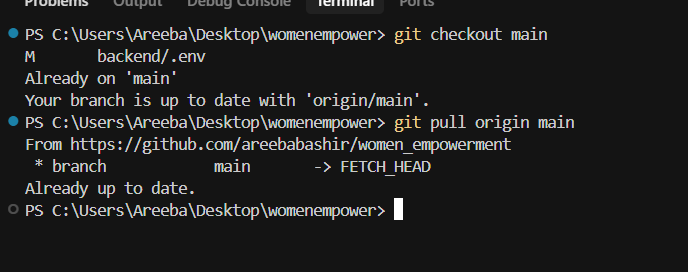 Problems Output Debug Console Terminal Ports
PS C:\Users\Areeba\Desktop\womenempower> git checkout main
M       backend/.env
Already on 'main'
Your branch is up to date with 'origin/main'.
PS C:\Users\Areeba\Desktop\womenempower> git pull origin main
From https://github.com/areebabashir/women_empowerment
 * branch            main       -> FETCH_HEAD
Already up to date.
PS C:\Users\Areeba\Desktop\womenempower>